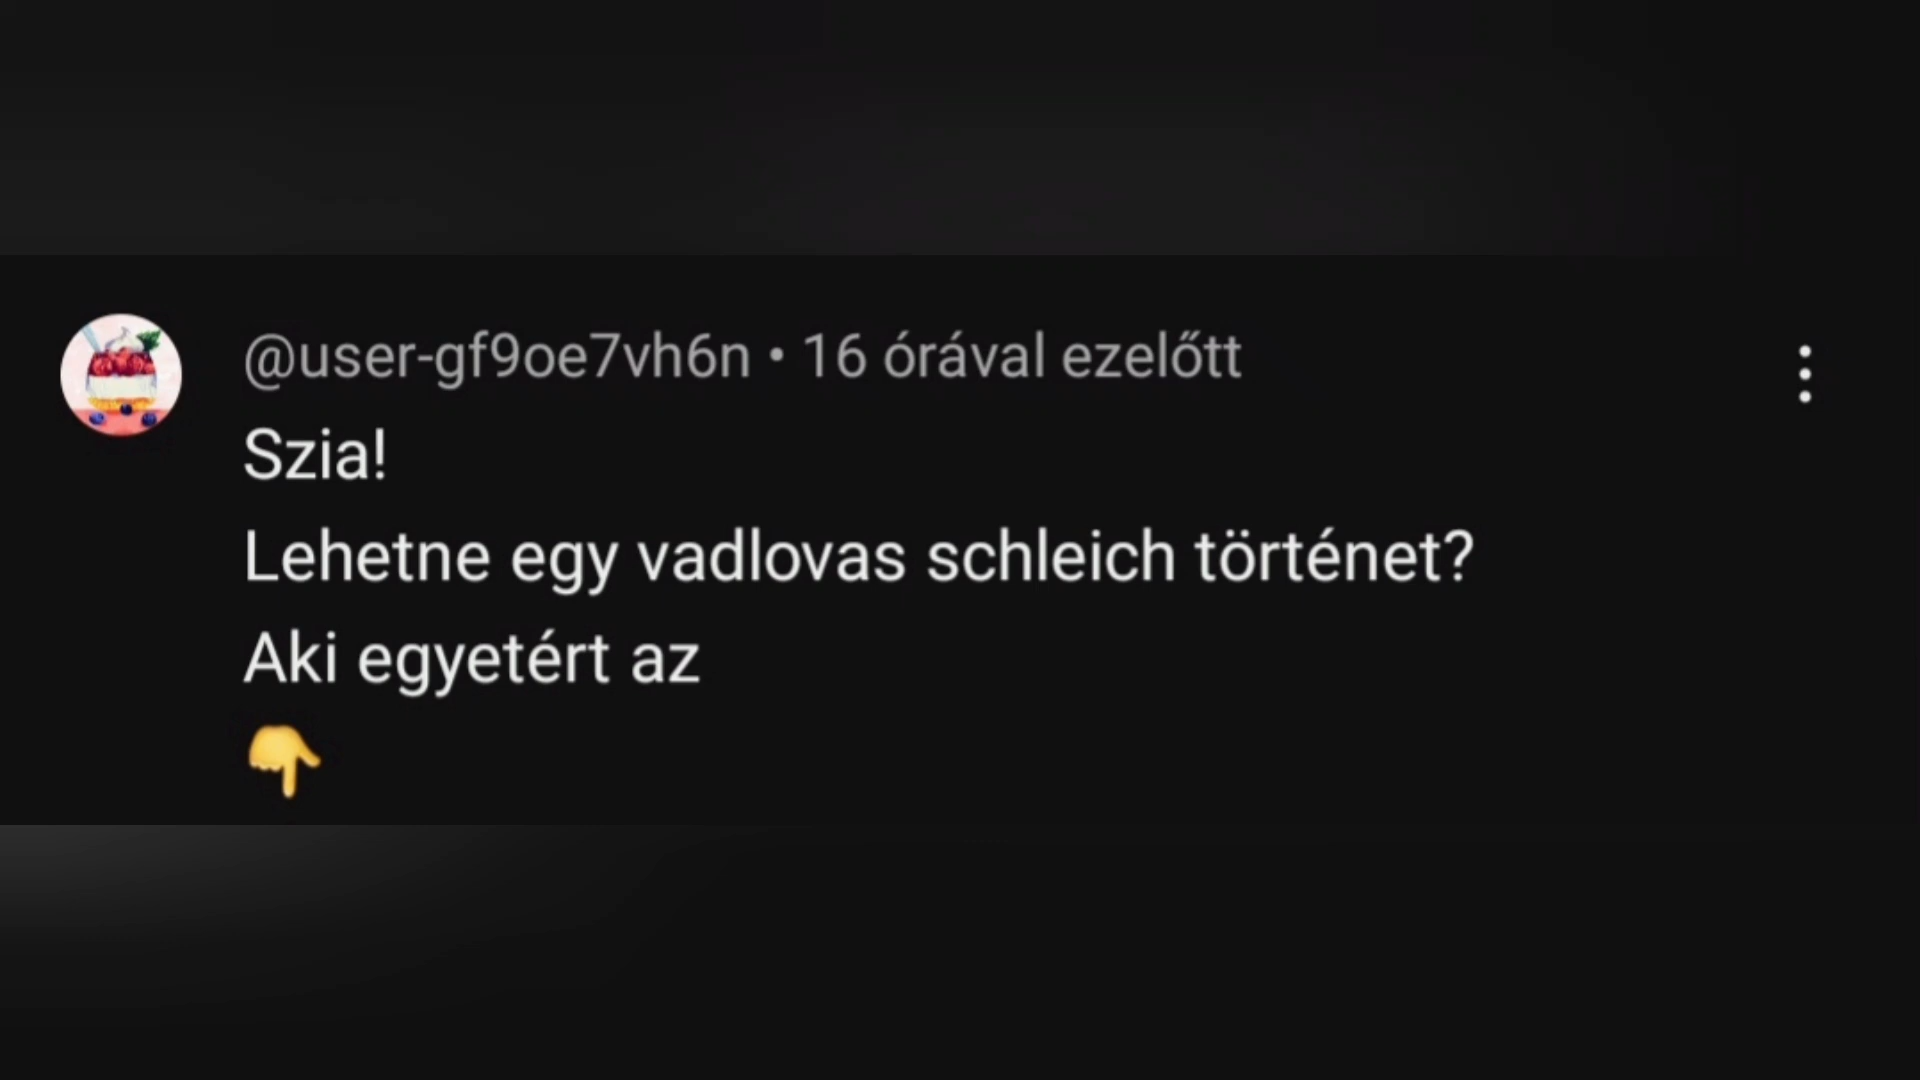 @user-gf9oe7vh6n • 16 órával ezelőtt
Szia!
Lehetne egy vadlovas schleich történet?
Aki egyetért az
👇